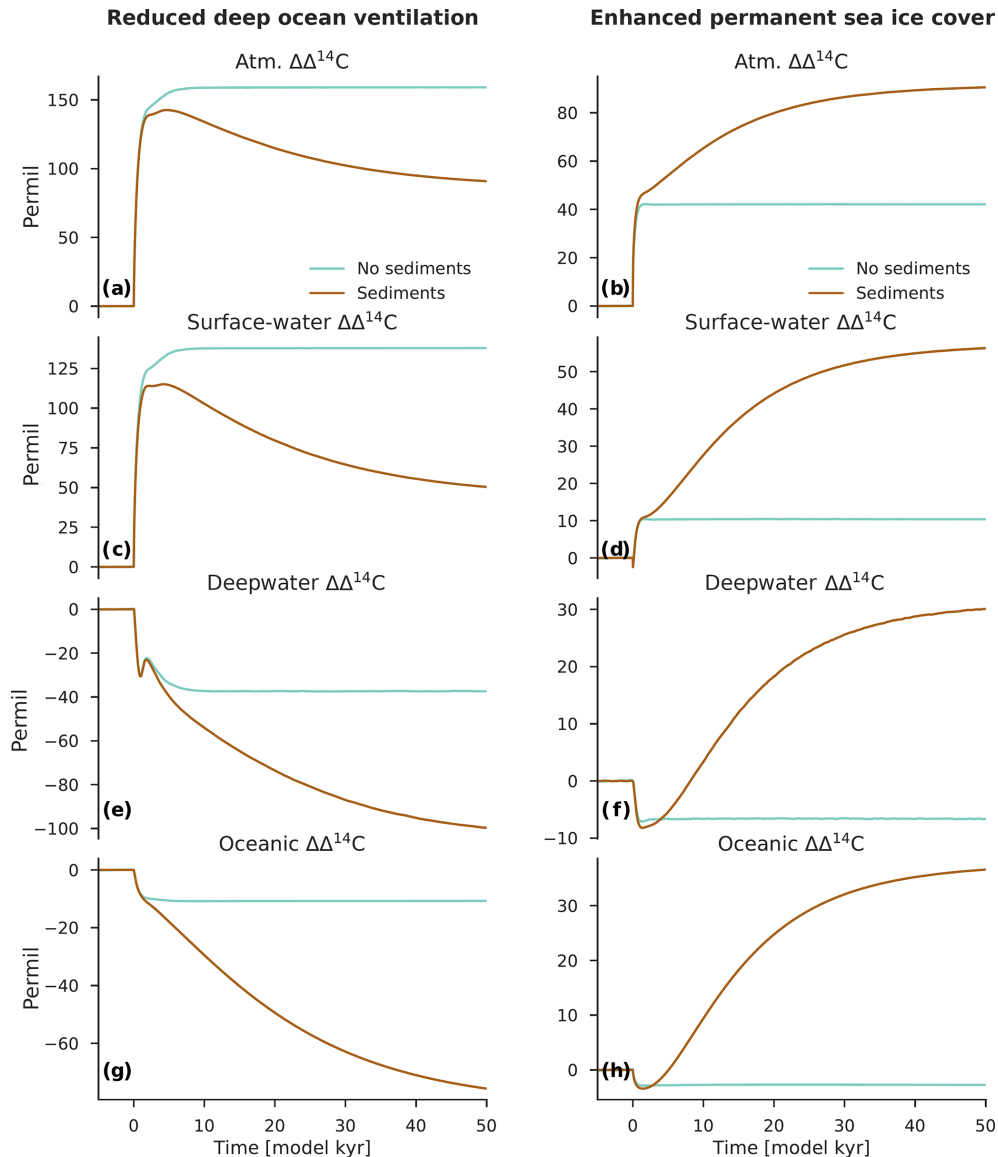 Reduced deep ocean ventilation
Enhanced permanent sea ice cover
Atm. ΔΔ¹⁴C
Permil
150
100
50
0
(a)
No sediments
Sediments
Atm. ΔΔ¹⁴C
80
60
40
20
0
(b)
No sediments
Sediments
Surface-water ΔΔ¹⁴C
Permil
125
100
75
50
25
0
(c)
Surface-water ΔΔ¹⁴C
50
40
30
20
10
0
(d)
Deepwater ΔΔ¹⁴C
Permil
0
−20
−40
−60
−80
−100
(e)
Deepwater ΔΔ¹⁴C
30
20
10
0
−10
(f)
Oceanic ΔΔ¹⁴C
Permil
0
−20
−40
−60
(g)
0 10 20 30 40 50
Time [model kyr]
Oceanic ΔΔ¹⁴C
30
20
10
0
(h)
0 10 20 30 40 50
Time [model kyr]